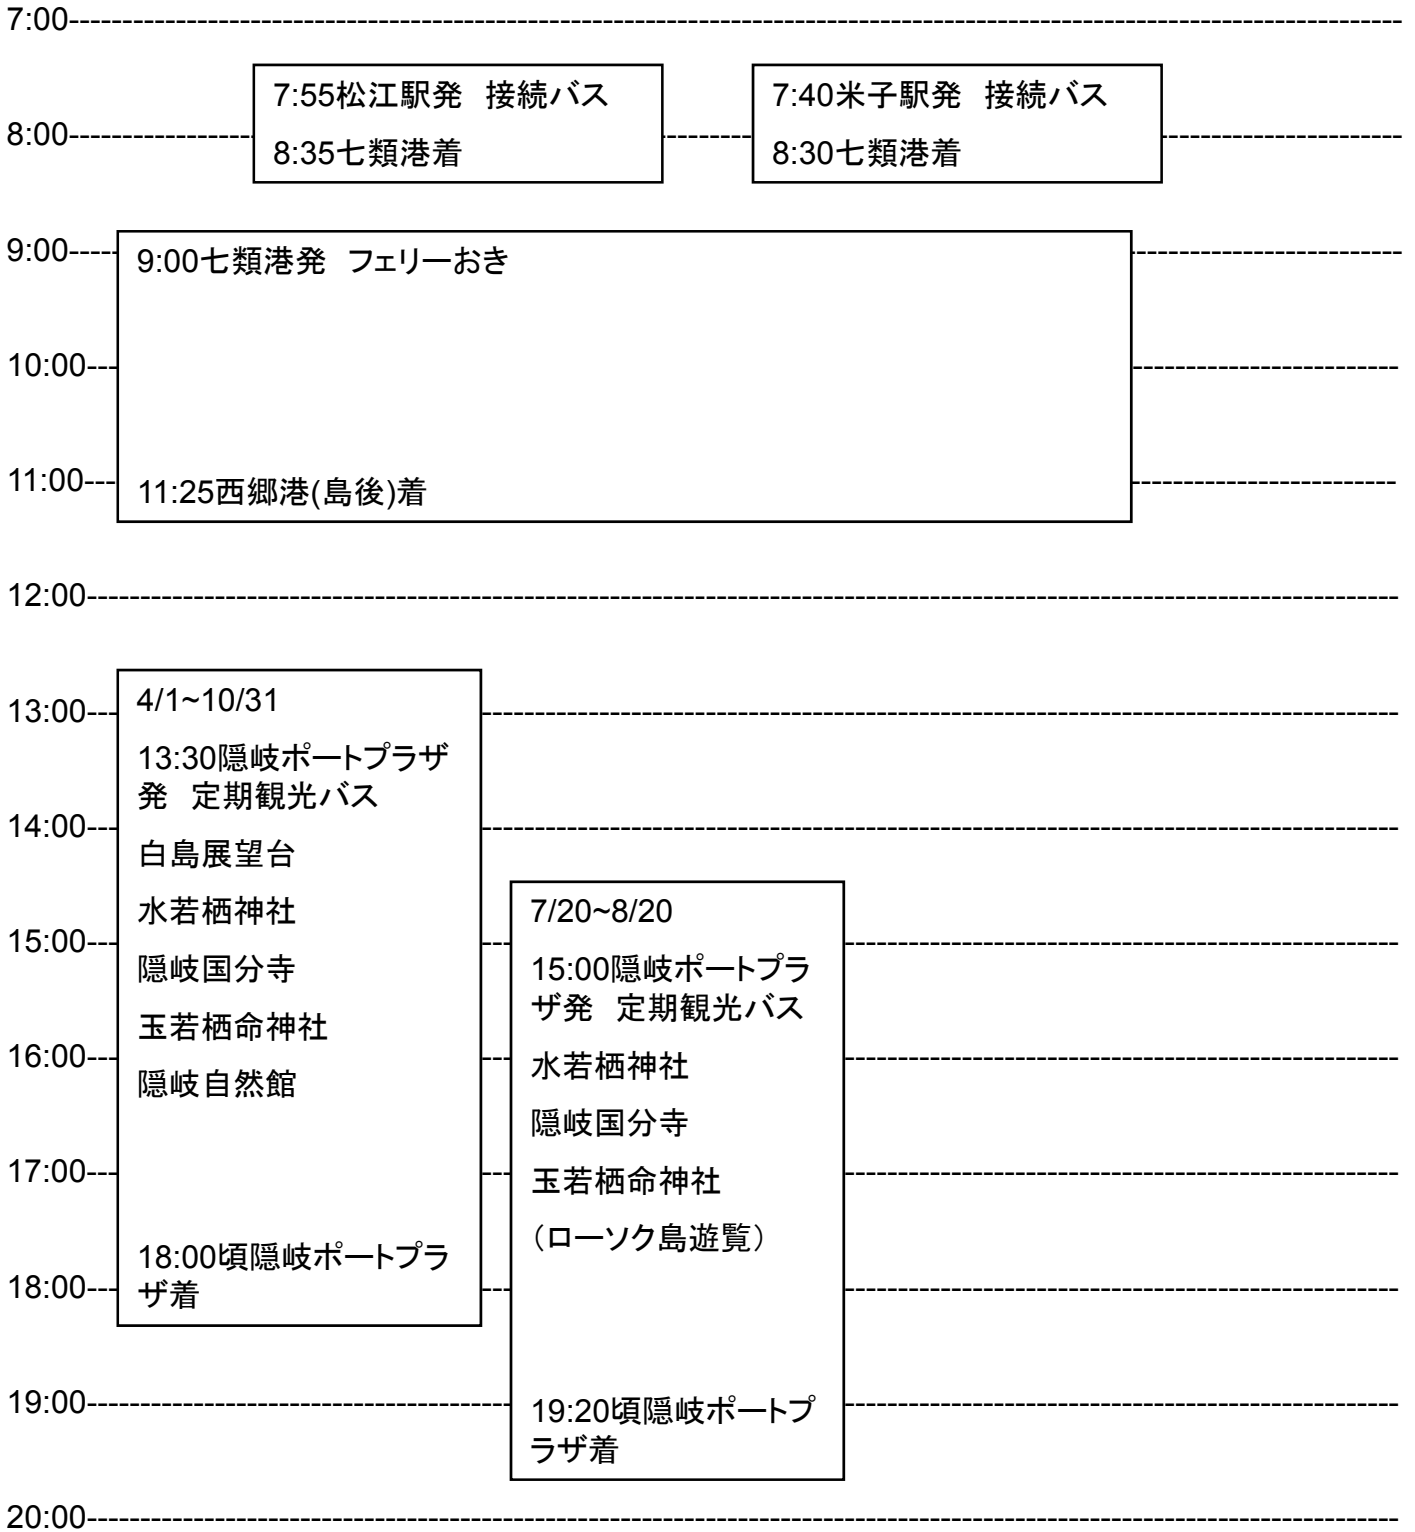 7:00
7:55松江駅発　接続バス
8:35七類港着
7:40米子駅発　接続バス
8:30七類港着
8:00
9:00
9:00七類港発　フェリーおき
10:00
11:00
11:25西郷港(島後)着
12:00
13:00
4/1~10/31
13:30隠岐ポートプラザ
発　定期観光バス
14:00
白島展望台
水若栖神社
15:00
隠岐国分寺
玉若栖命神社
16:00
隠岐自然館
17:00
18:00頃隠岐ポートプラ
ザ着
18:00
7/20~8/20
15:00隠岐ポートプラ
ザ発　定期観光バス
水若栖神社
隠岐国分寺
玉若栖命神社
（ローソク島遊覧）
19:00
19:20頃隠岐ポートプ
ラザ着
20:00